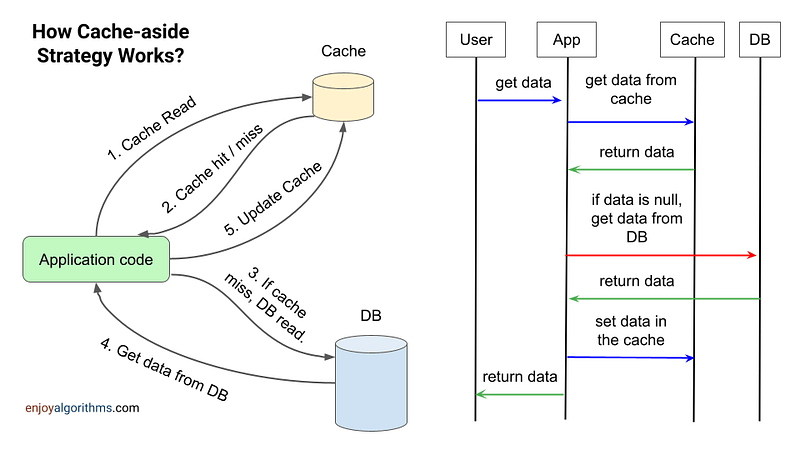 How Cache-aside
Strategy Works?
Cache
1. Cache Read
2. Cache hit / miss
5. Update Cache
Application code
3. If cache
miss, DB read.
4. Get data from DB
DB
enjoyalgorithms.com
User
App
Cache
DB
get data
get data from
cache
return data
if data is null,
get data from
DB
return data
set data in
the cache
return data